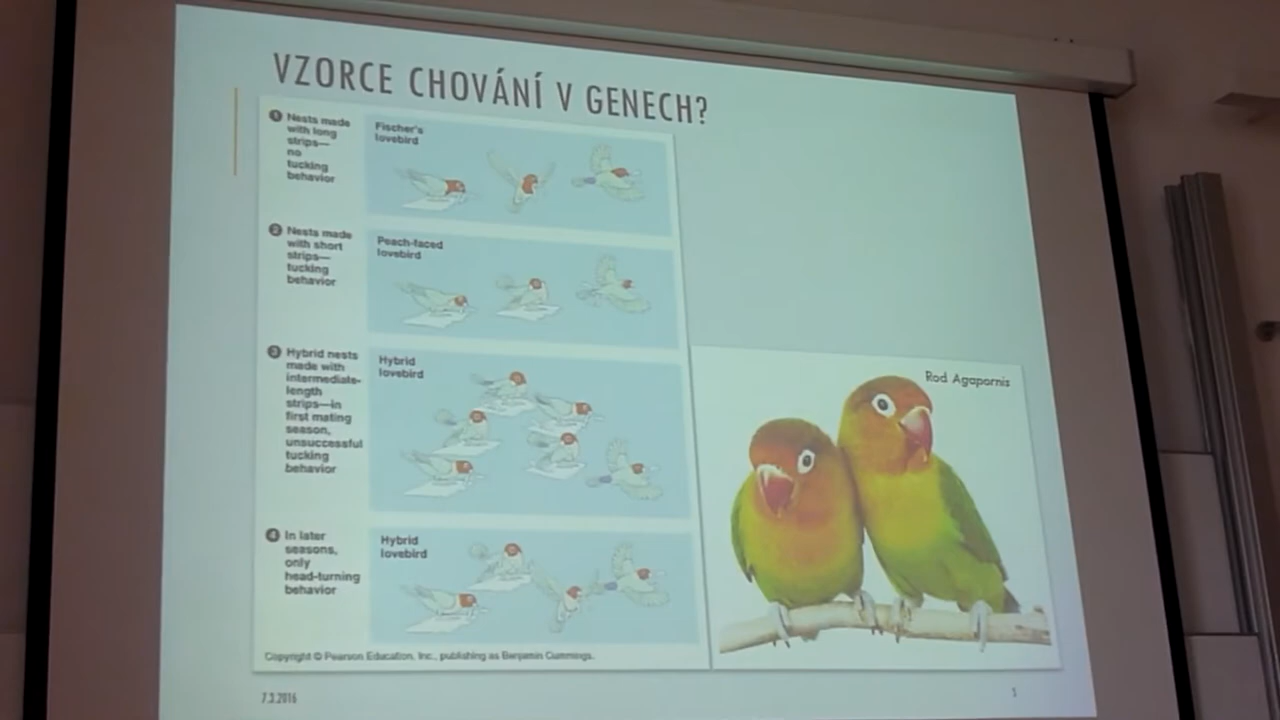 VZORCE CHOVÁNÍ V GENECH?
1 Nests made
with long
strips—
no
tucking
behavior
Fischer's
lovebird
2 Nests made
with short
strips—
tucking
behavior
Peach-faced
lovebird
3 Hybrid nests
made with
intermediate-
length
strips—in
first mating
season,
unsuccessful
tucking
behavior
Hybrid
lovebird
4 In later
seasons,
only
head-turning
behavior
Hybrid
lovebird
Copyright © Pearson Education, Inc., publishing as Benjamin Cummings.
Rod Agapornis
7.3.2016